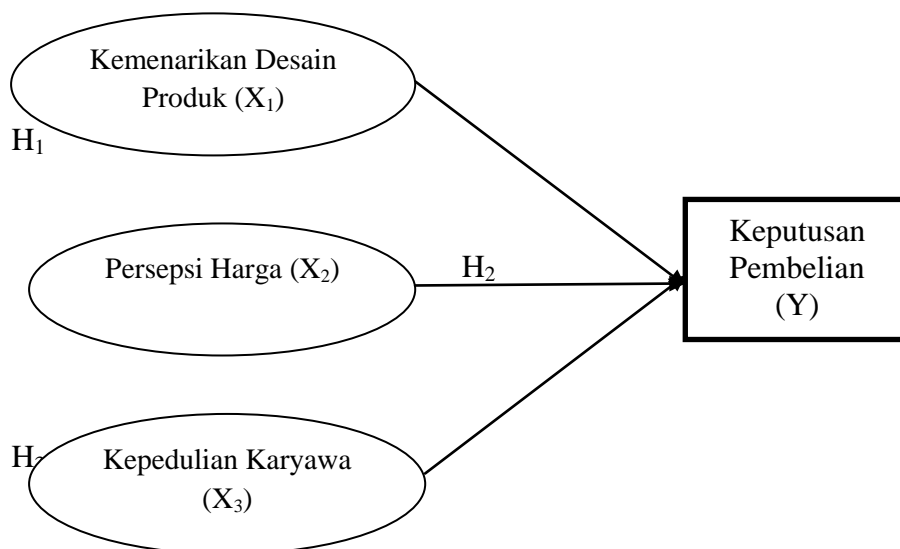 Kemenarikan Desain
Produk (X₁)
H₁
Persepsi Harga (X₂)
H₂
Keputusan
Pembelian
(Y)
Kepedulian Karyawa
(X₃)